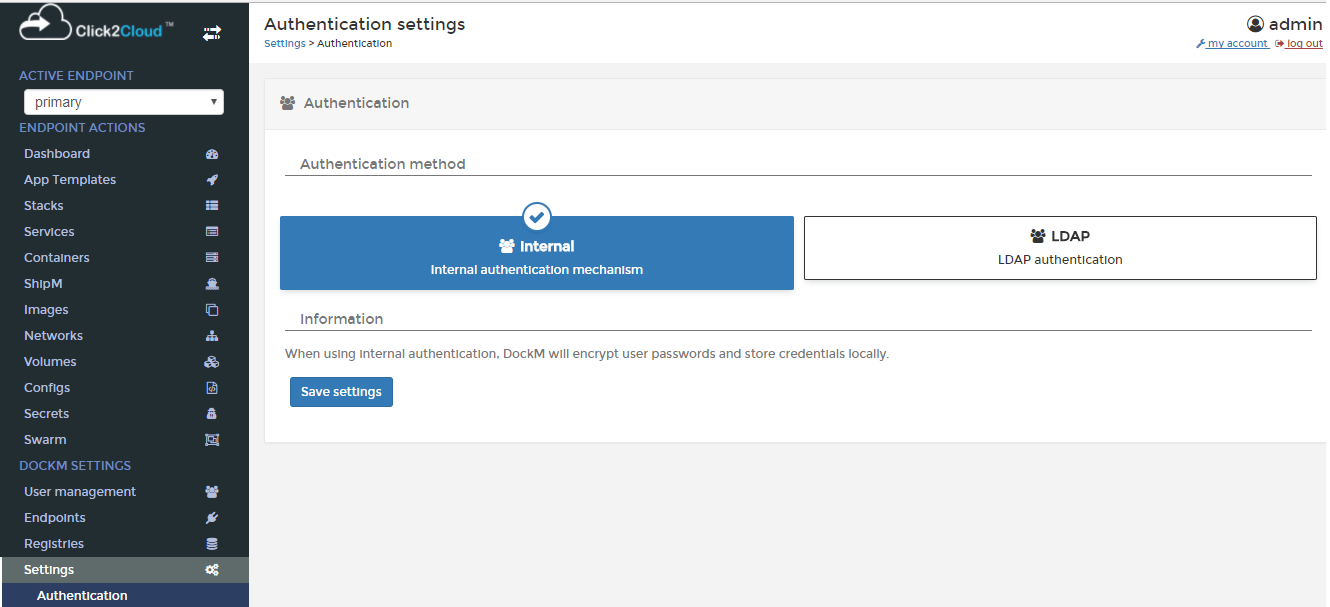 Click2Cloud™
ACTIVE ENDPOINT
primary
ENDPOINT ACTIONS
Dashboard
App Templates
Stacks
Services
Containers
ShipM
Images
Networks
Volumes
Configs
Secrets
Swarm
DOCKM SETTINGS
User management
Endpoints
Registries
Settings
Authentication
Authentication settings
Settings > Authentication
admin
my account log out
Authentication
Authentication method
Internal
Internal authentication mechanism
LDAP
LDAP authentication
Information
When using internal authentication, DockM will encrypt user passwords and store credentials locally.
Save settings